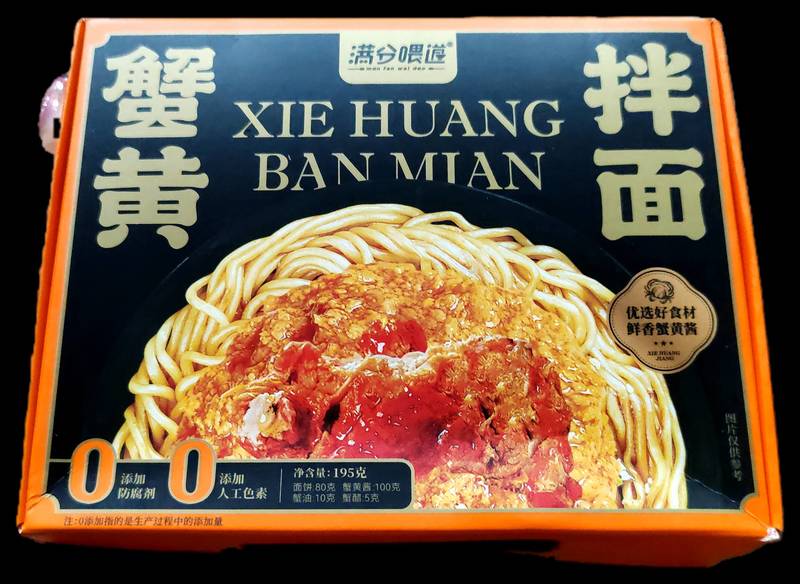 满分喂道®
man fan wei dao
蟹黄
XIE HUANG
BAN MIAN
拌面
优选好食材
鲜香蟹黄酱
XIE HUANG
JIANG
图片仅供参考
0添加
防腐剂
0添加
人工色素
净含量:195克
面饼:80克 蟹黄酱:100克
蟹油:10克 蟹醋:5克
注:0添加指的是生产过程中的添加量